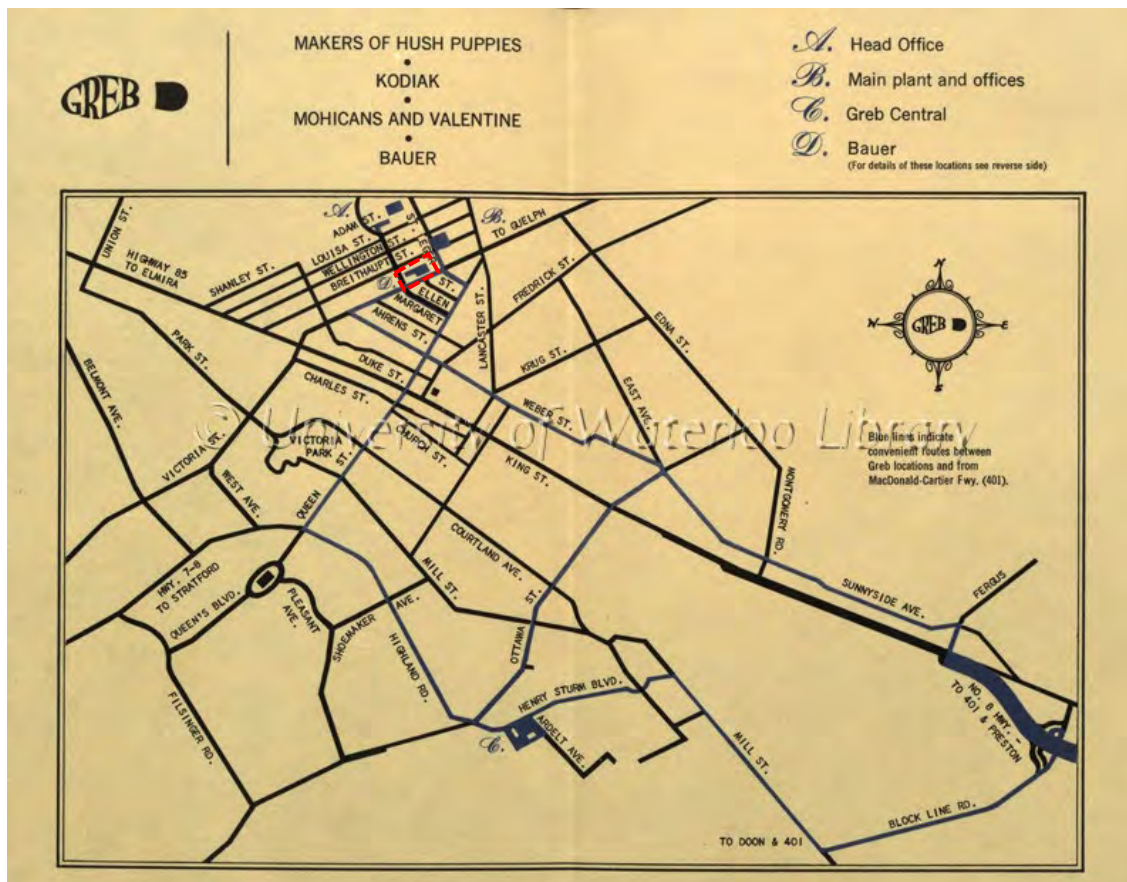 GREB
MAKERS OF HUSH PUPPIES
KODIAK
MOHICANS AND VALENTINE
BAUER
A. Head Office
B. Main plant and offices
C. Greb Central
D. Bauer
(For details of these locations see reverse side)
UNION ST.
HIGHWAY 85
TO ELMIRA
SHANLEY ST.
LOUISA ST.
WELLINGTON ST.
BREITHAUPT ST.
ADAM ST.
A.
B.
TO GUELPH
D.
ST.
ELLEN
MARGARET
AHRENS ST.
LANCASTER ST.
FREDRICK ST.
EDNA ST.
KRUG ST.
EAST AVE.
WEBER ST.
DUKE ST.
CHARLES ST.
CHURCH ST.
KING ST.
PARK ST.
BELMONT AVE.
VICTORIA ST.
VICTORIA
PARK
WEST AVE.
QUEEN ST.
© University of Waterloo Library
N
W
GREB
E
S
Blue lines indicate
convenient routes between
Greb locations and from
MacDonald-Cartier Fwy. (401).
MONTGOMERY RD.
COURTLAND AVE.
MILL ST.
HWY. 7-8
TO STRATFORD
QUEEN'S BLVD.
PLEASANT
AVE.
SHOEMAKER AVE.
OTTAWA ST.
HIGHLAND RD.
SUNNYSIDE AVE.
FERGUS
FILSINGER RD.
HENRY STURM BLVD.
ARDELT AVE.
C.
NO. 8 HWY. -
TO 401 & PRESTON
MILL ST.
BLOCK LINE RD.
TO DOON & 401